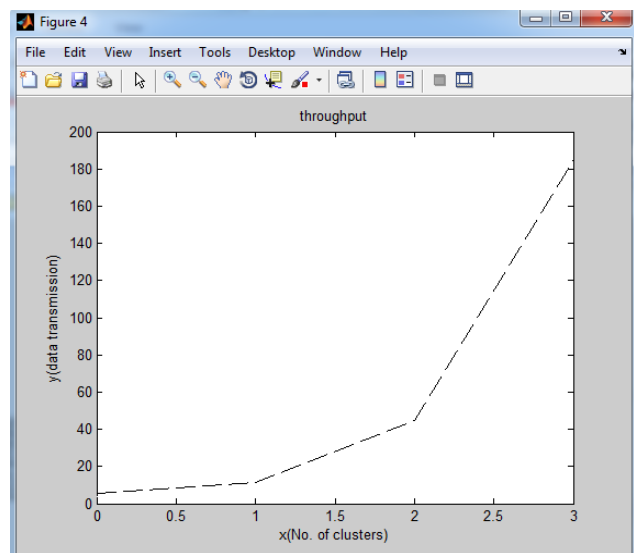 Figure 4
File Edit View Insert Tools Desktop Window Help
throughput
200
180
160
140
120
100
80
60
40
20
0
y(data transmission)
0 0.5 1 1.5 2 2.5 3
x(No. of clusters)